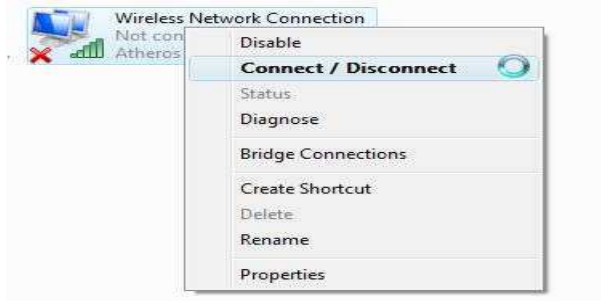 Wireless Network Connection
Not con
Atheros
Disable
Connect / Disconnect
Status
Diagnose
Bridge Connections
Create Shortcut
Delete
Rename
Properties